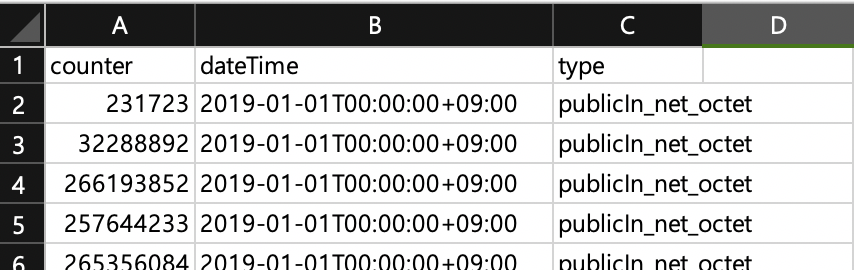 A B C D
1 counter dateTime type
2 231723 2019-01-01T00:00:00+09:00 publicIn_net_octet
3 32288892 2019-01-01T00:00:00+09:00 publicIn_net_octet
4 266193852 2019-01-01T00:00:00+09:00 publicIn_net_octet
5 257644233 2019-01-01T00:00:00+09:00 publicIn_net_octet
6 265356084 2019-01-01T00:00:00+09:00 publicIn_net_octet